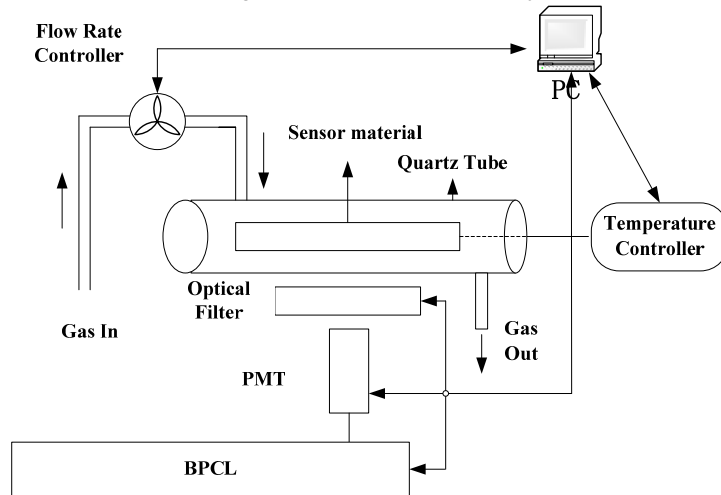 Flow Rate
Controller
PC
Sensor material
Quartz Tube
Temperature
Controller
Optical
Filter
Gas In
Gas
Out
PMT
BPCL